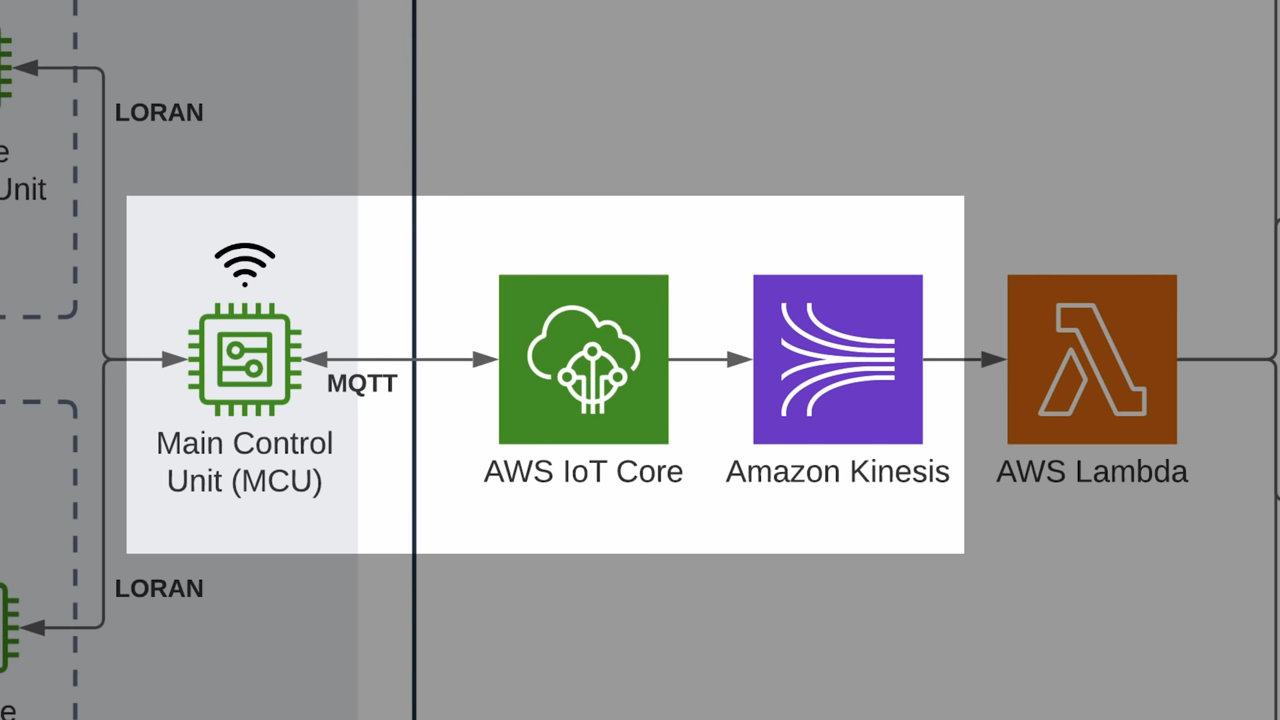 LORAN
e
Unit
MQTT
Main Control
Unit (MCU)
AWS IoT Core
Amazon Kinesis
AWS Lambda
LORAN
e